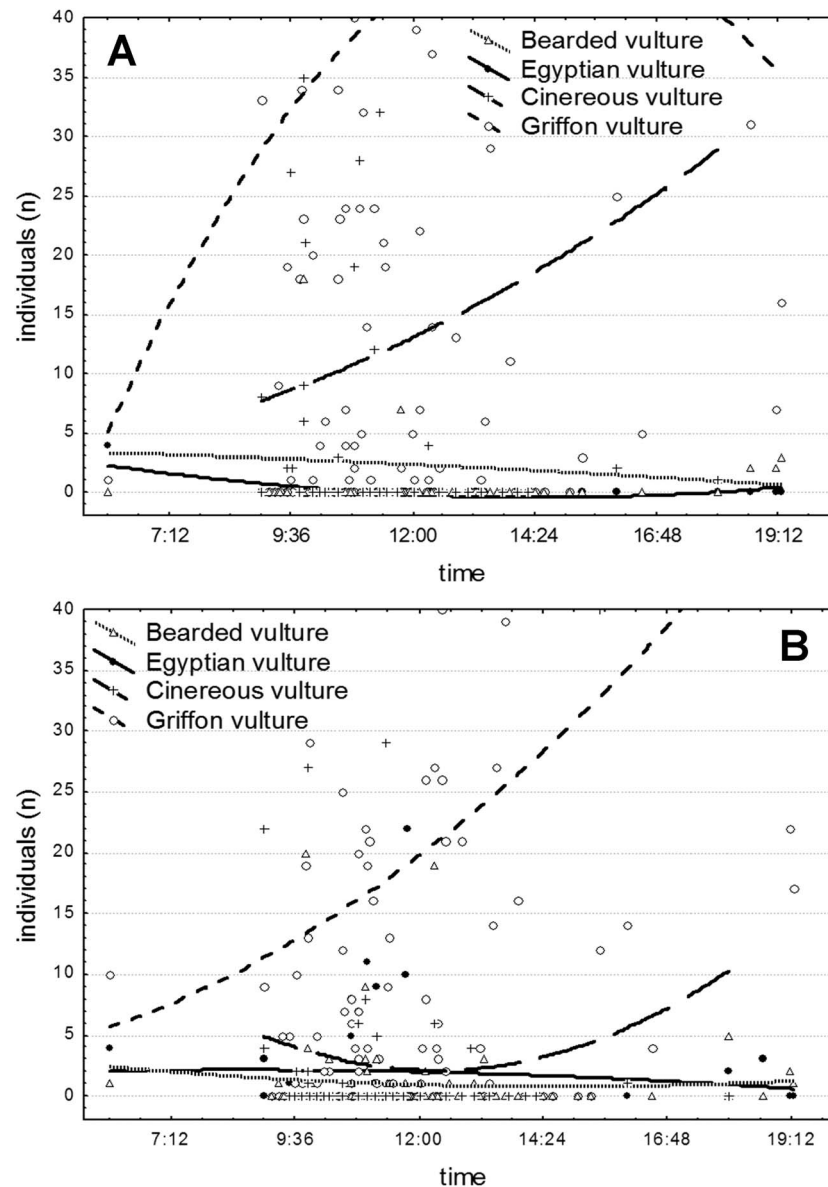 A
Bearded vulture
Egyptian vulture
Cinereous vulture
Griffon vulture
individuals (n)
40
35
30
25
20
15
10
5
0
7:12 9:36 12:00 14:24 16:48 19:12
time
B
Bearded vulture
Egyptian vulture
Cinereous vulture
Griffon vulture
individuals (n)
40
35
30
25
20
15
10
5
0
7:12 9:36 12:00 14:24 16:48 19:12
time